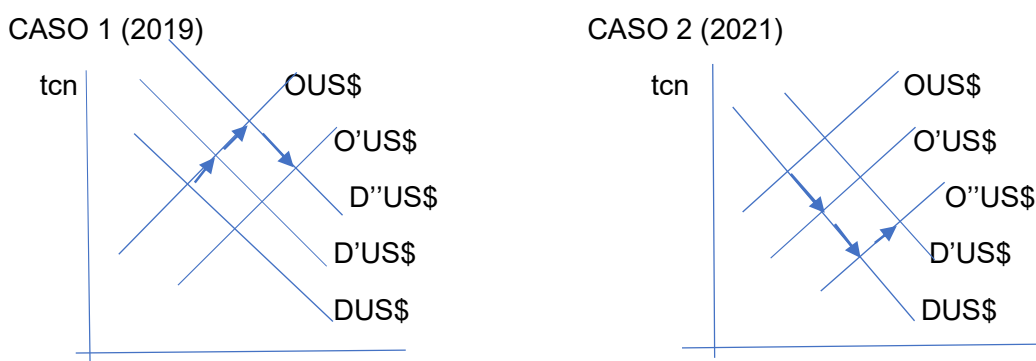 CASO 1 (2019)
tcn
OUS$
O’US$
D’’US$
D’US$
DUS$
CASO 2 (2021)
tcn
OUS$
O’US$
O’’US$
D’US$
DUS$